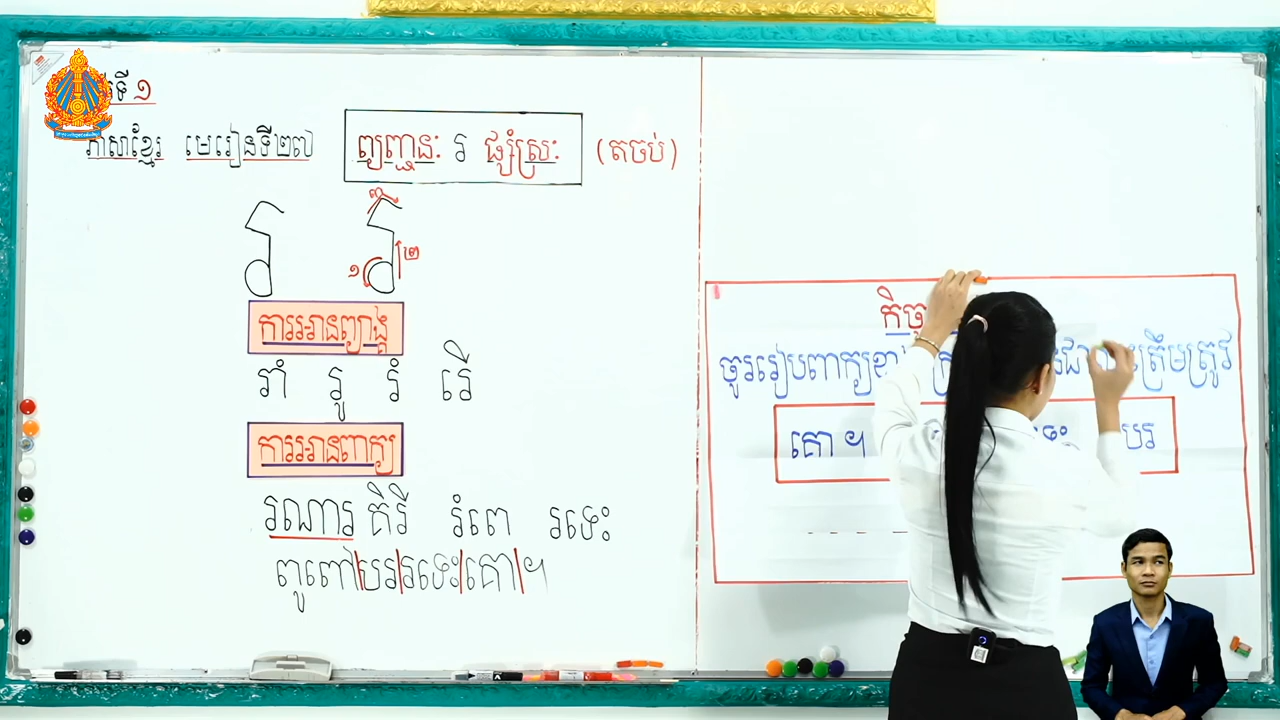 ទី ១
ភាសាខ្មែរ មេរៀនទី២៧ ព្យញ្ជនៈ រ ផ្សំស្រៈ (តចប់)
រ រ
១ ២
ការអានព្យាង្គ
រាំ រូ រំ រើ
ការអានពាក្យ
រណារ គិរី រំពេ រទេះ
ពូពៅ|បរ|រទេះ|គោ|។
ចូររៀបពាក្យ ត្រឹមត្រូវ
គោ ។ បរ